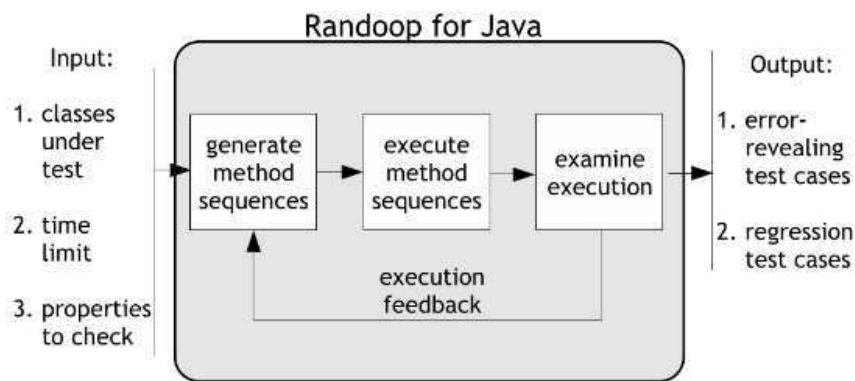 Randoop for Java
Input:
1. classes
under
test
2. time
limit
3. properties
to check
generate
method
sequences
execute
method
sequences
examine
execution
execution
feedback
Output:
1. error-
revealing
test cases
2. regression
test cases